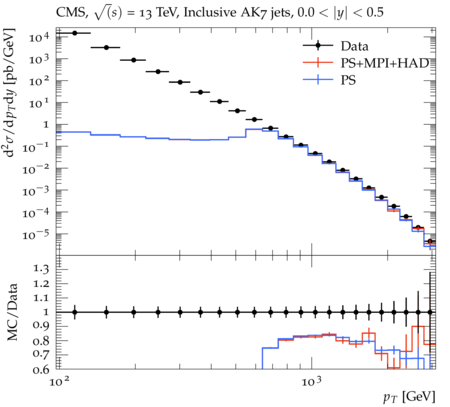 CMS, √(s) = 13 TeV, Inclusive AK7 jets, 0.0 < |y| < 0.5
Data
PS+MPI+HAD
PS
d²σ/dp_T dy [pb/GeV]
10⁴
10³
10²
10¹
1
10⁻¹
10⁻²
10⁻³
10⁻⁴
10⁻⁵
MC/Data
1.3
1.2
1.1
1
0.9
0.8
0.7
0.6
10²
10³
p_T [GeV]